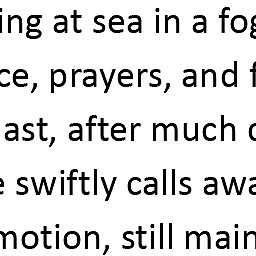 ing at sea in a fog
ce, prayers, and f
ast, after much c
e swiftly calls awa
motion, still main